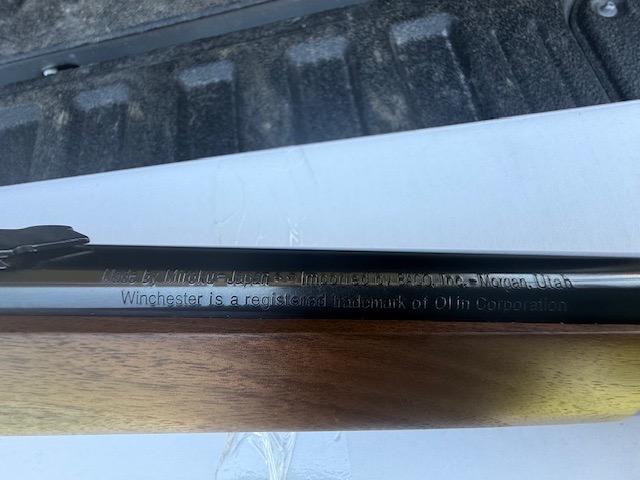 Made by Miroku-Japan •• Imported by BACO, Inc. - Morgan, Utah
Winchester is a registered trademark of Olin Corporation